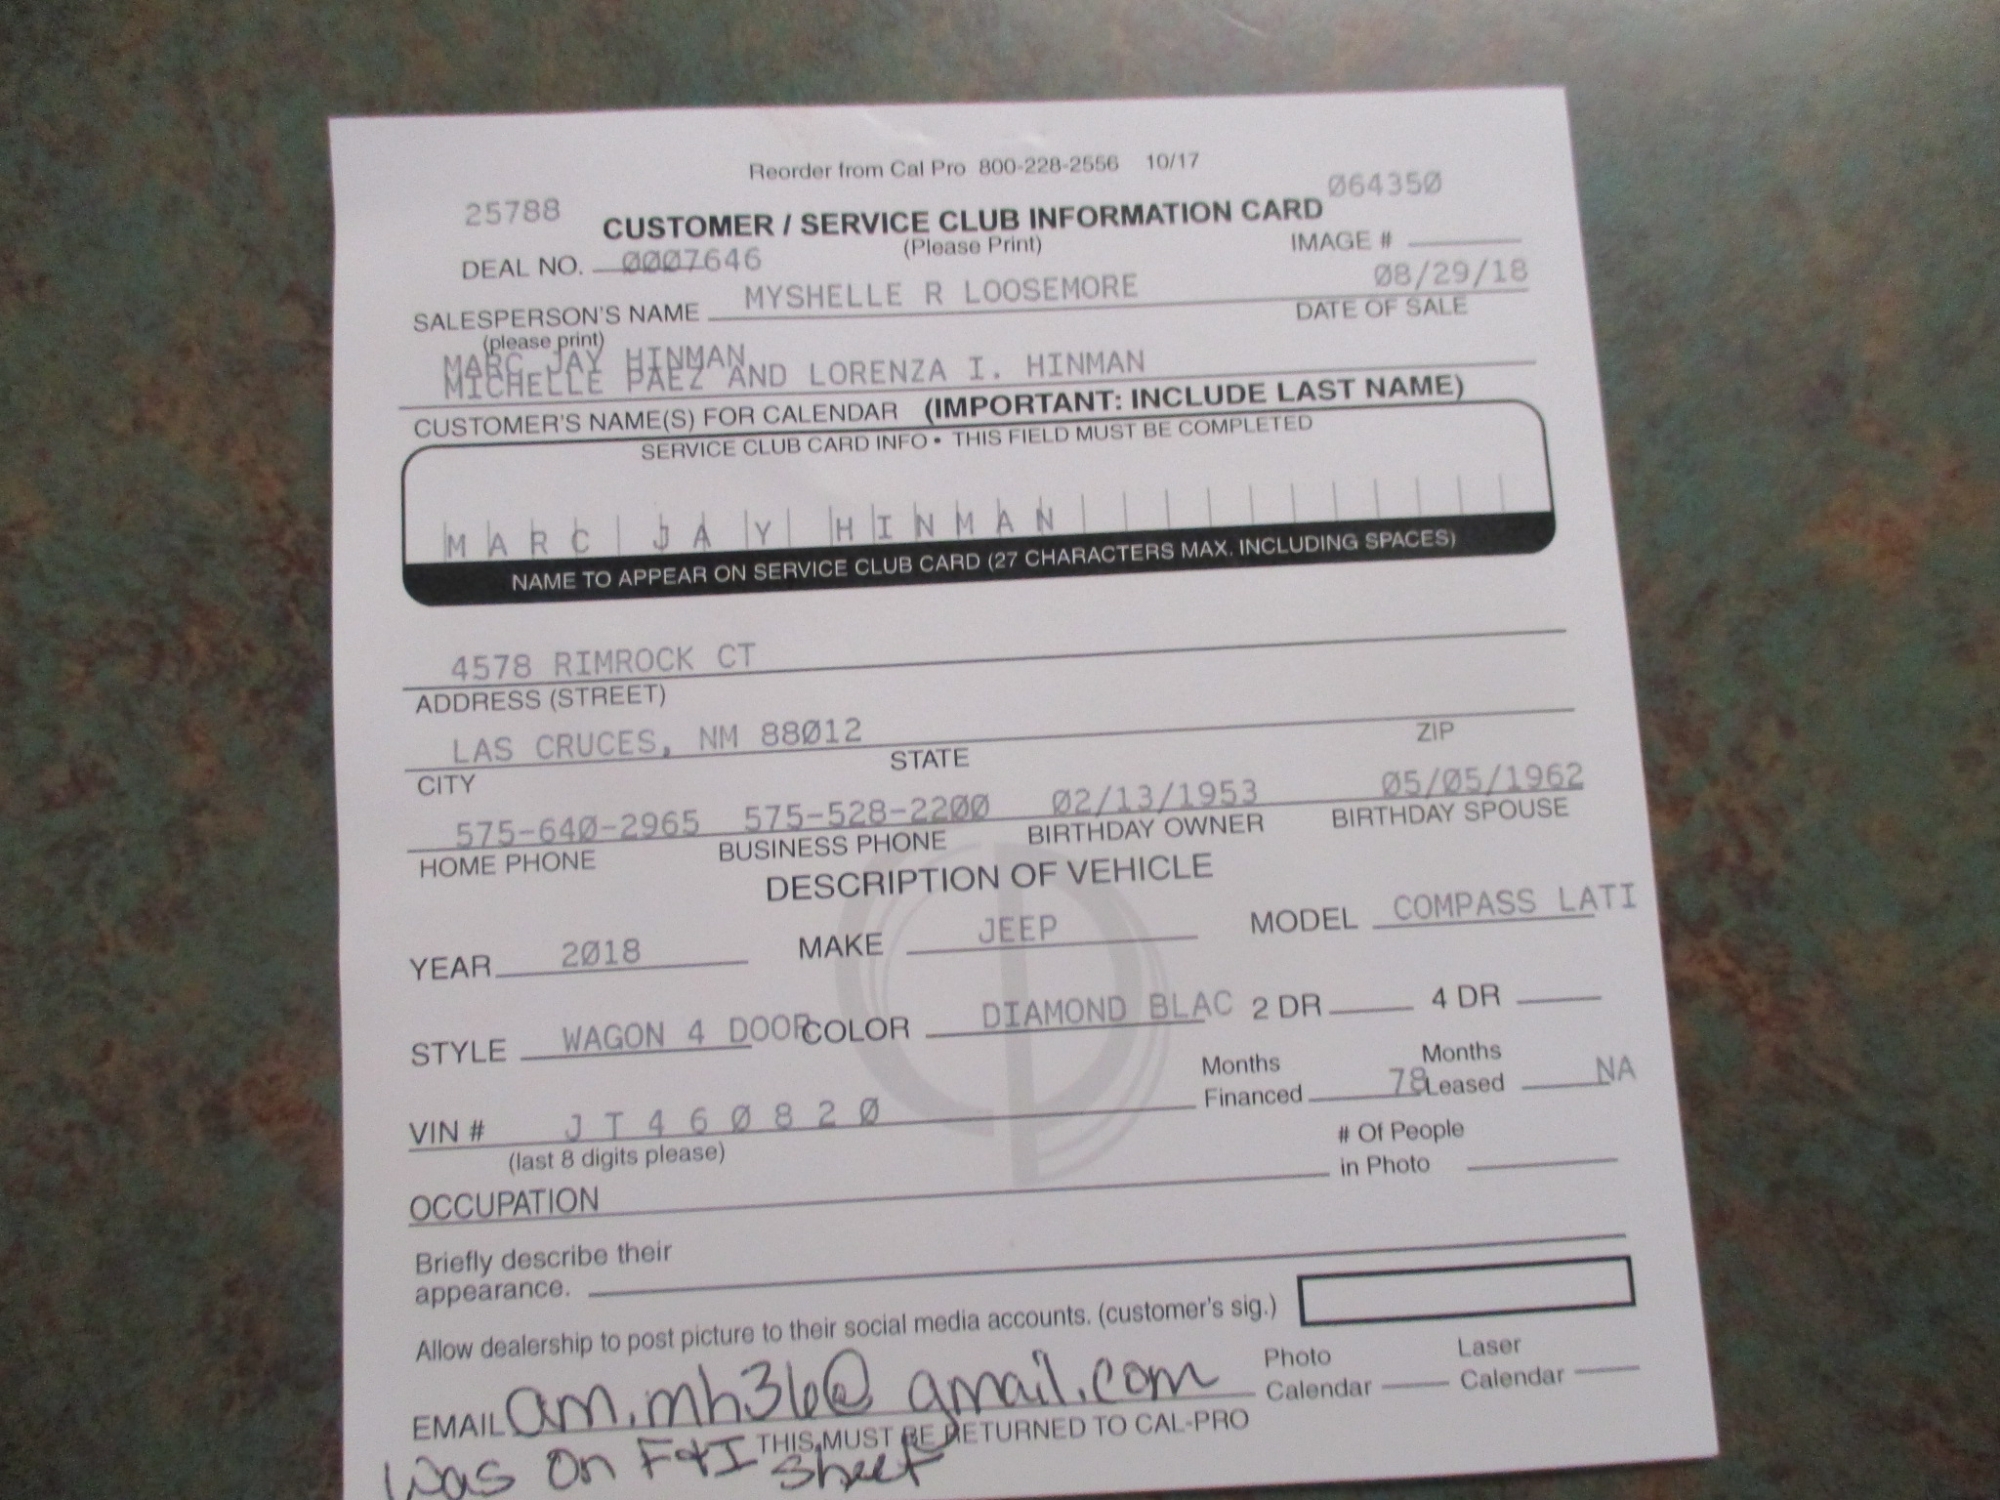 Reorder from Cal Pro 800-228-2556 10/17
25788 064350
CUSTOMER / SERVICE CLUB INFORMATION CARD
(Please Print)
DEAL NO. 0007646 IMAGE #
SALESPERSON'S NAME MYSHELLE R LOOSEMORE 08/29/18
(please print) DATE OF SALE
MARC JAY HINMAN
MICHELLE PAEZ AND LORENZA I. HINMAN
CUSTOMER'S NAME(S) FOR CALENDAR (IMPORTANT: INCLUDE LAST NAME)
SERVICE CLUB CARD INFO • THIS FIELD MUST BE COMPLETED
MARC JAY HINMAN
NAME TO APPEAR ON SERVICE CLUB CARD (27 CHARACTERS MAX. INCLUDING SPACES)
4578 RIMROCK CT
ADDRESS (STREET)
LAS CRUCES, NM 88012
CITY STATE ZIP
575-640-2965 575-528-2200 02/13/1953 05/05/1962
HOME PHONE BUSINESS PHONE BIRTHDAY OWNER BIRTHDAY SPOUSE
DESCRIPTION OF VEHICLE
YEAR 2018 MAKE JEEP MODEL COMPASS LATI
STYLE WAGON 4 DOOR COLOR DIAMOND BLAC 2 DR 4 DR
VIN # J T 4 6 0 8 2 0 Months Financed 78 Months Leased NA
(last 8 digits please)
OCCUPATION # Of People in Photo
Briefly describe their
appearance.
Allow dealership to post picture to their social media accounts. (customer's sig.)
EMAIL am.mh36@gmail.com Photo Calendar Laser Calendar
THIS MUST BE RETURNED TO CAL-PRO
Was on F&I sheet